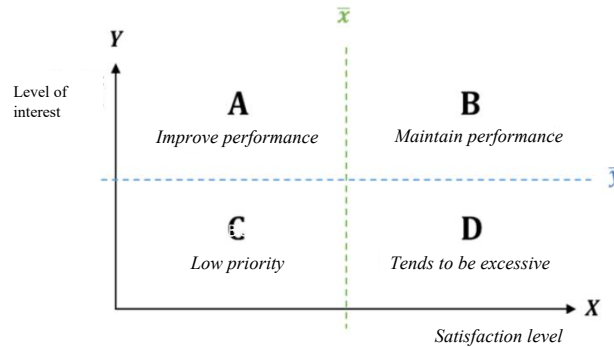 x̅
Y
Level of
interest
A
B
Improve performance
Maintain performance
y̅
C
D
Low priority
Tends to be excessive
X
Satisfaction level